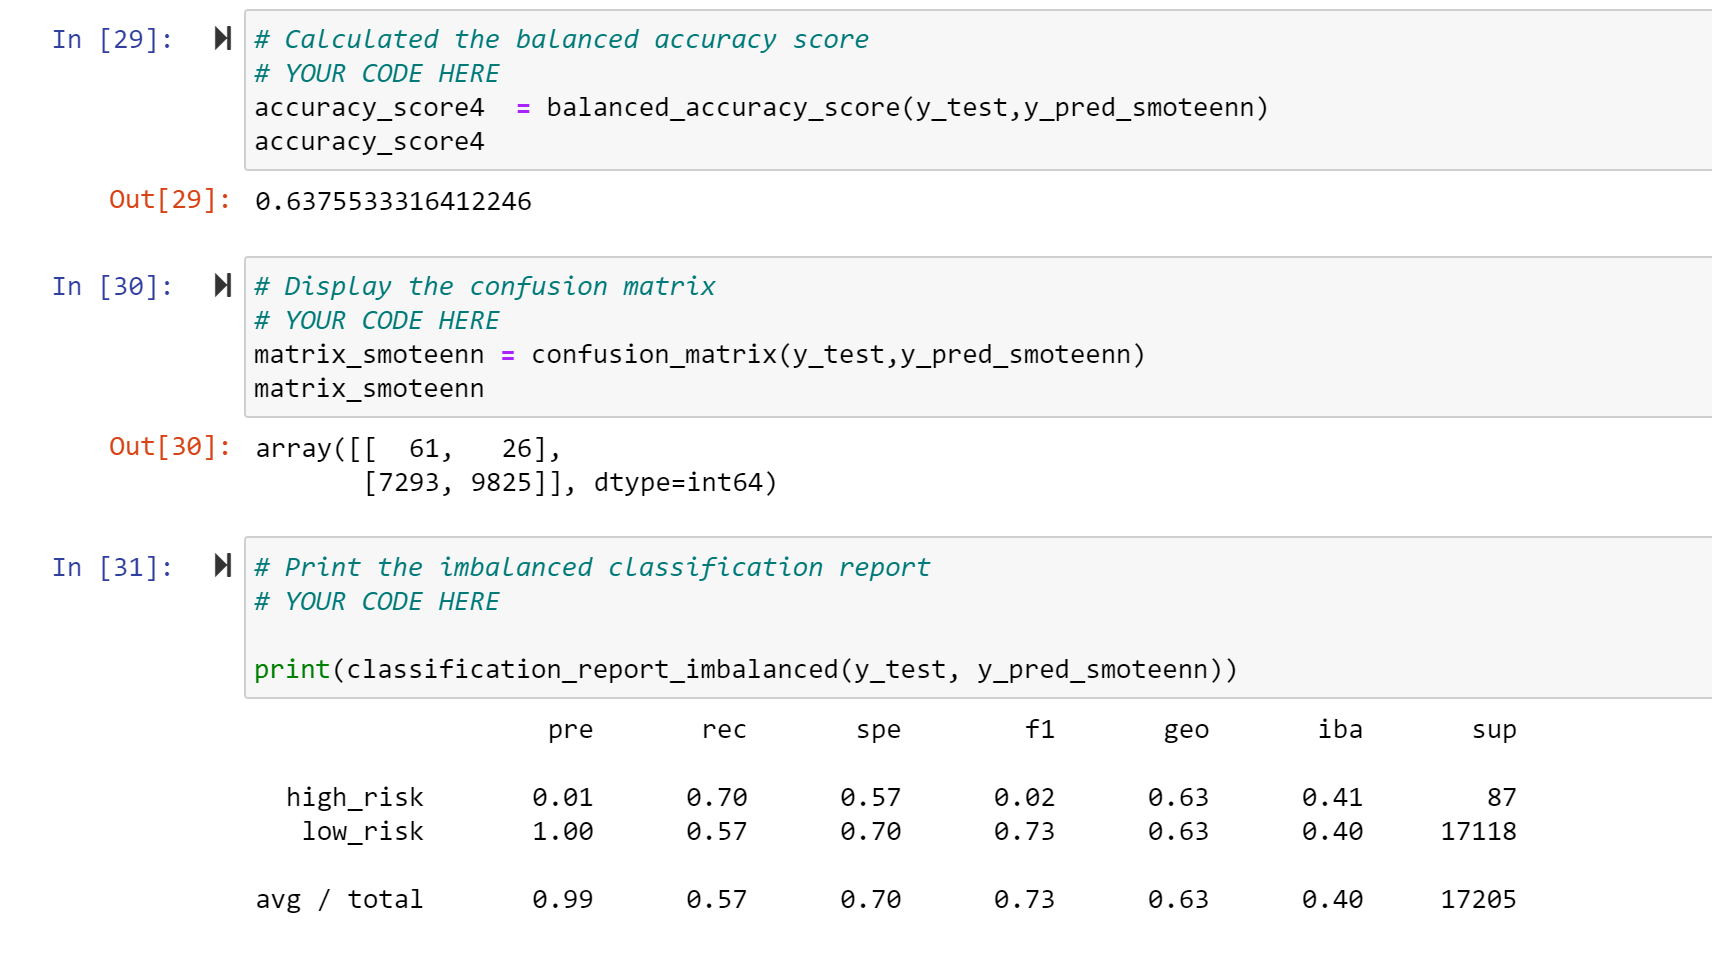 In [29]: # Calculated the balanced accuracy score
# YOUR CODE HERE
accuracy_score4  = balanced_accuracy_score(y_test,y_pred_smoteenn)
accuracy_score4
Out[29]: 0.6375533316412246
In [30]: # Display the confusion matrix
# YOUR CODE HERE
matrix_smoteenn = confusion_matrix(y_test,y_pred_smoteenn)
matrix_smoteenn
Out[30]: array([[  61,   26],
       [7293, 9825]], dtype=int64)
In [31]: # Print the imbalanced classification report
# YOUR CODE HERE
print(classification_report_imbalanced(y_test, y_pred_smoteenn))
pre rec spe f1 geo iba sup
high_risk 0.01 0.70 0.57 0.02 0.63 0.41 87
low_risk 1.00 0.57 0.70 0.73 0.63 0.40 17118
avg / total 0.99 0.57 0.70 0.73 0.63 0.40 17205